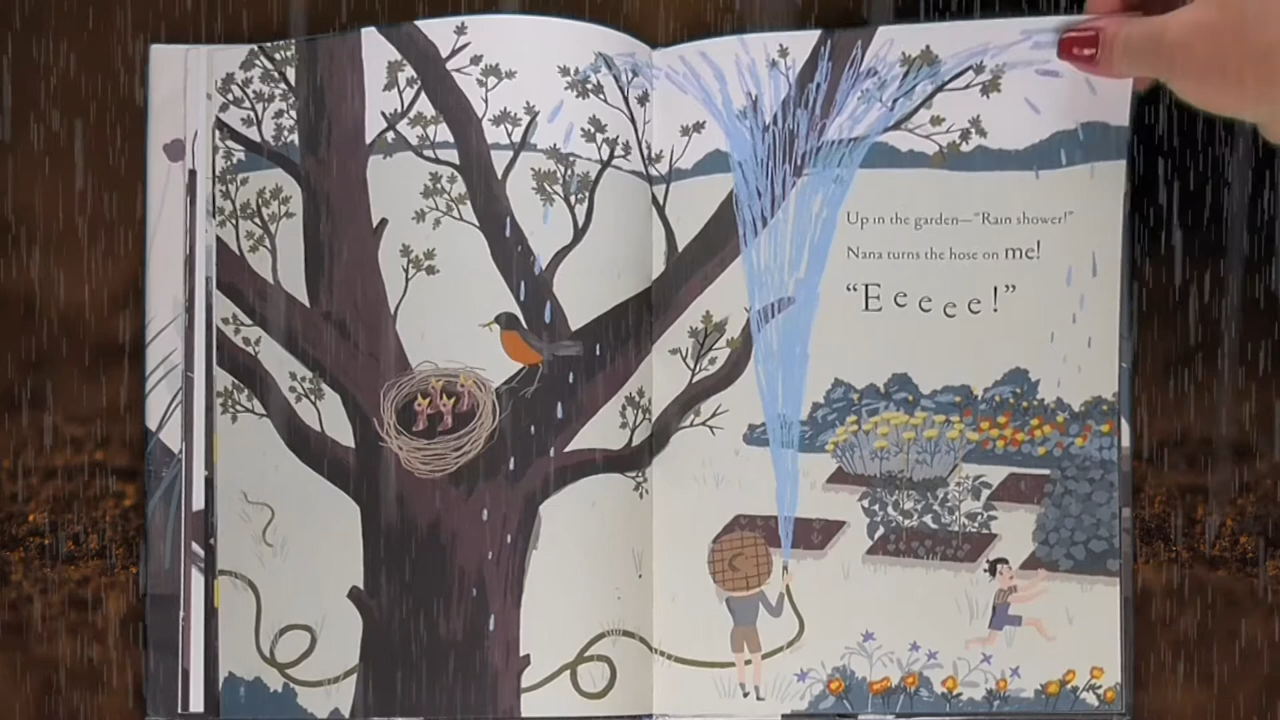 Up in the garden—“Rain shower!”
Nana turns the hose on me!
“Eeeee!”